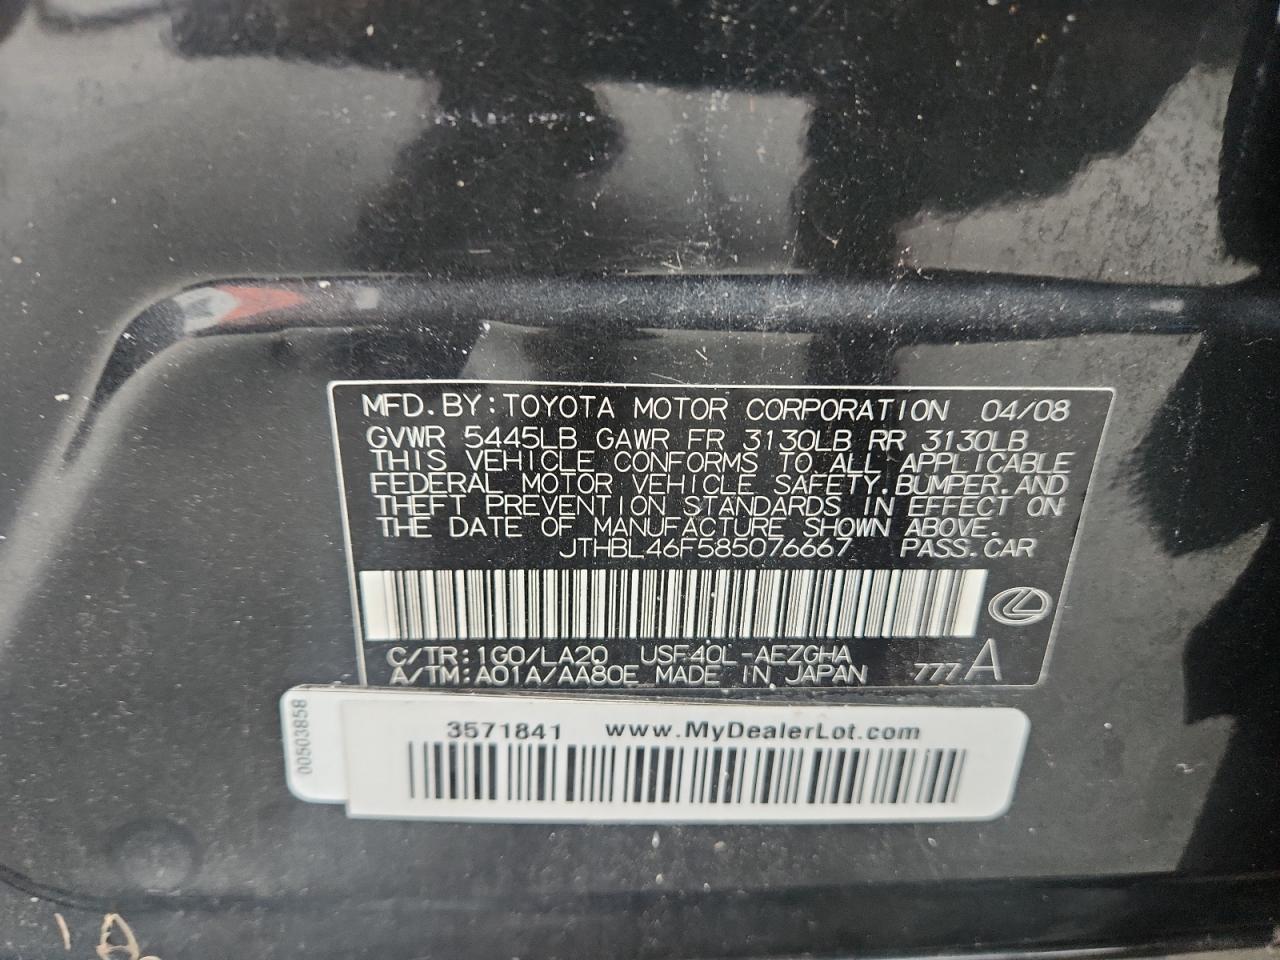 MFD.BY:TOYOTA MOTOR CORPORATION 04/08
GVWR 5445LB GAWR FR 3130LB RR 3130LB
THIS VEHICLE CONFORMS TO ALL APPLICABLE
FEDERAL MOTOR VEHICLE SAFETY,BUMPER,AND
THEFT PREVENTION STANDARDS IN EFFECT ON
THE DATE OF MANUFACTURE SHOWN ABOVE.
JTHBL46F585076667 PASS.CAR
C/TR:1G0/LA20 USF40L-AEZGHA
A/TM:A01A/AA80E MADE IN JAPAN 777 A
00503858
3571841 www.MyDealerLot.com